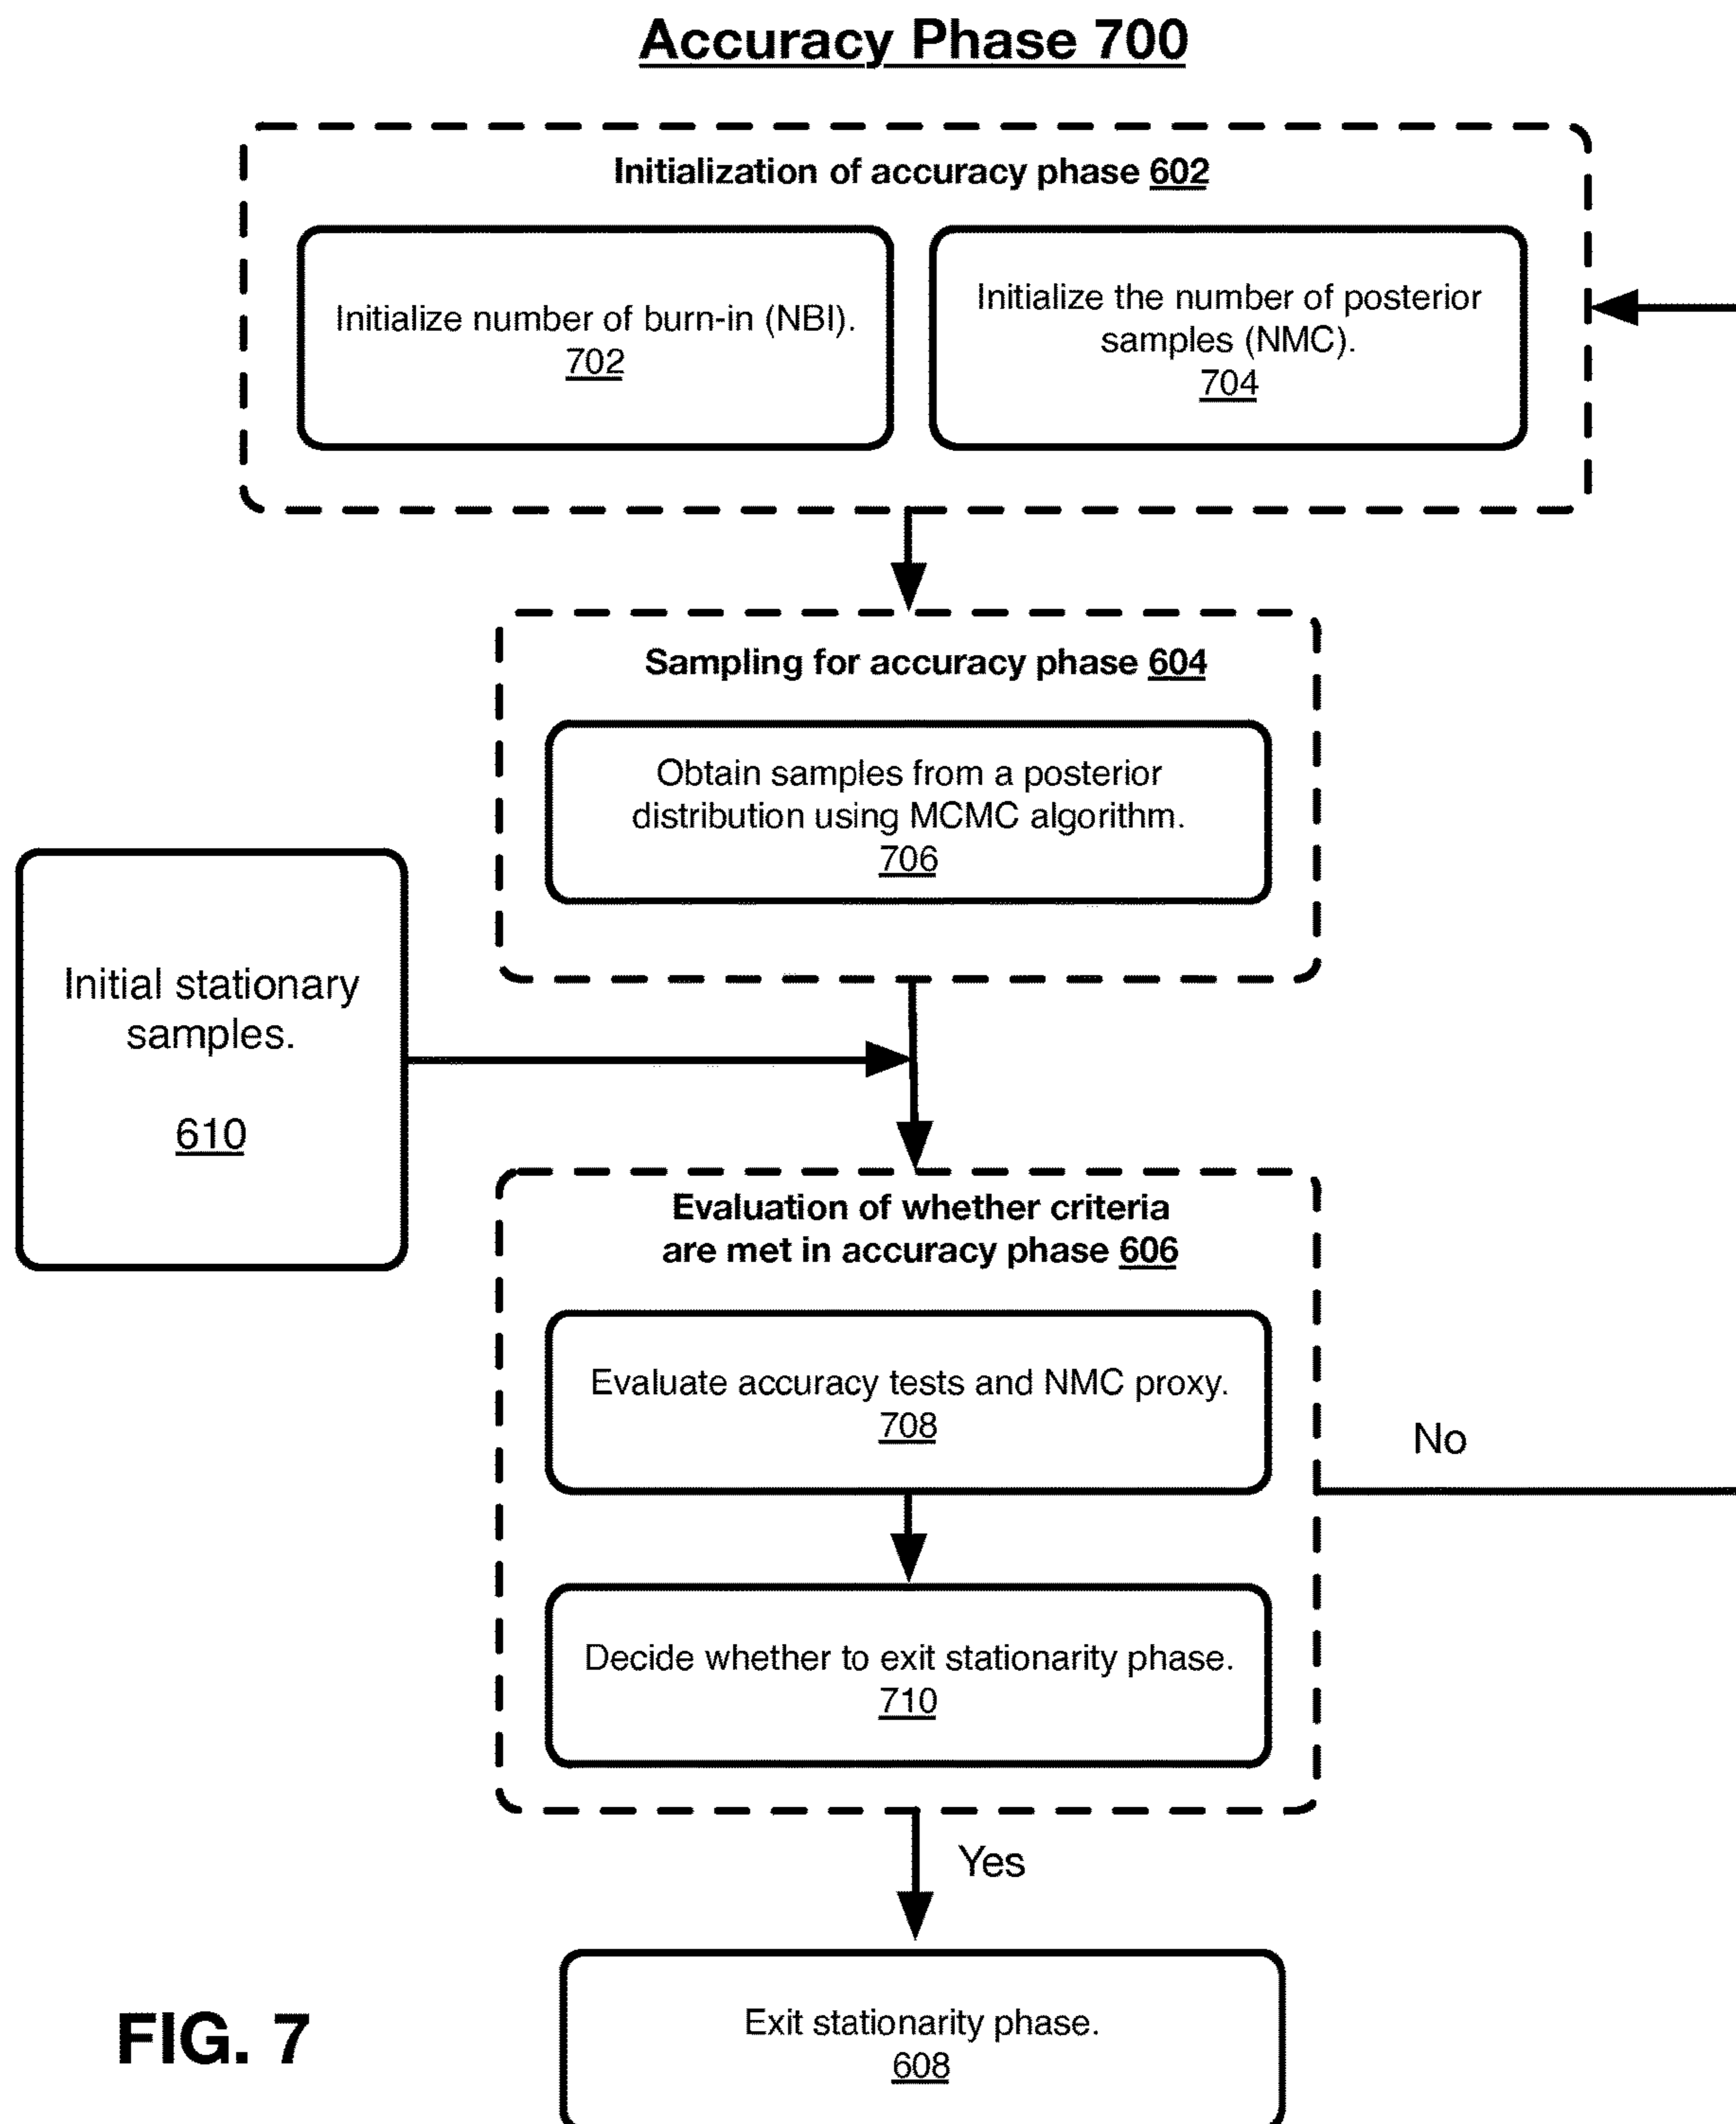 Accuracy Phase 700
Initialization of accuracy phase 602
Initialize number of burn-in (NBI).
702
Initialize the number of posterior
samples (NMC).
704
Sampling for accuracy phase 604
Obtain samples from a posterior
distribution using MCMC algorithm.
706
Initial stationary
samples.
610
Evaluation of whether criteria
are met in accuracy phase 606
Evaluate accuracy tests and NMC proxy.
708
No
Decide whether to exit stationarity phase.
710
Yes
Exit stationarity phase.
608
FIG. 7